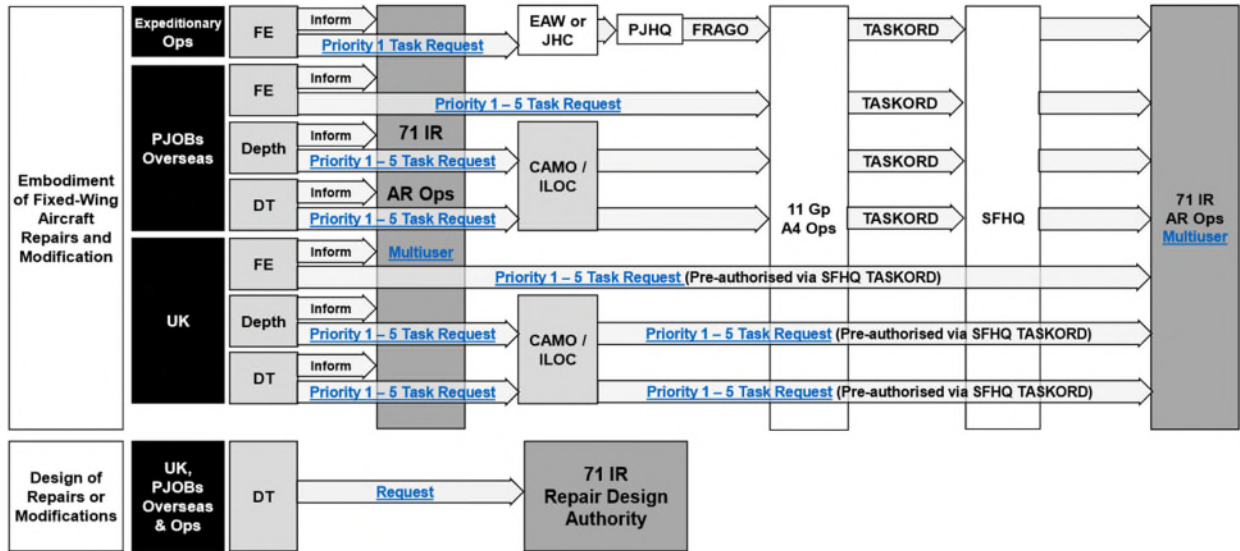 Expeditionary
Ops
FE
Inform
Priority 1 Task Request
EAW or
JHC
PJHQ
FRAGO
TASKORD
FE
Inform
Priority 1 – 5 Task Request
TASKORD
PJOBs
Overseas
Depth
Inform
Priority 1 – 5 Task Request
TASKORD
DT
Inform
Priority 1 – 5 Task Request
TASKORD
71 IR
AR Ops
Multiuser
CAMO /
ILOC
11 Gp
A4 Ops
SFHQ
71 IR
AR Ops
Multiuser
Embodiment
of Fixed-Wing
Aircraft
Repairs and
Modification
UK
FE
Inform
Priority 1 – 5 Task Request (Pre-authorised via SFHQ TASKORD)
Depth
Inform
Priority 1 – 5 Task Request
CAMO /
ILOC
Priority 1 – 5 Task Request (Pre-authorised via SFHQ TASKORD)
DT
Inform
Priority 1 – 5 Task Request
Priority 1 – 5 Task Request (Pre-authorised via SFHQ TASKORD)
Design of
Repairs or
Modifications
UK,
PJOBs
Overseas
& Ops
DT
Request
71 IR
Repair Design
Authority